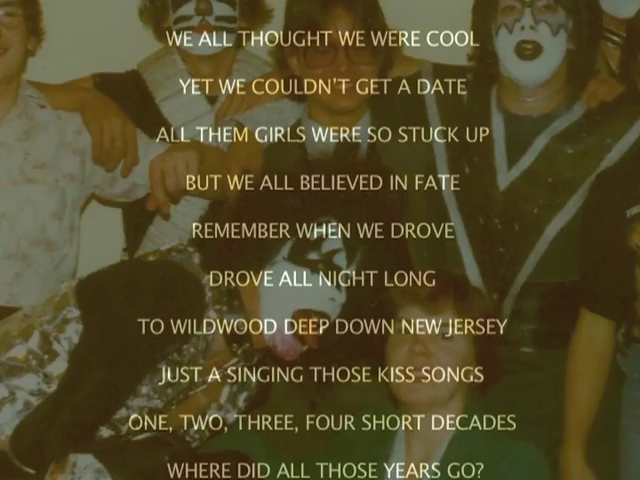 WE ALL THOUGHT WE WERE COOL
YET WE COULDN'T GET A DATE
ALL THEM GIRLS WERE SO STUCK UP
BUT WE ALL BELIEVED IN FATE
REMEMBER WHEN WE DROVE
DROVE ALL NIGHT LONG
TO WILDWOOD DEEP DOWN NEW JERSEY
JUST A SINGING THOSE KISS SONGS
ONE, TWO, THREE, FOUR SHORT DECADES
WHERE DID ALL THOSE YEARS GO?